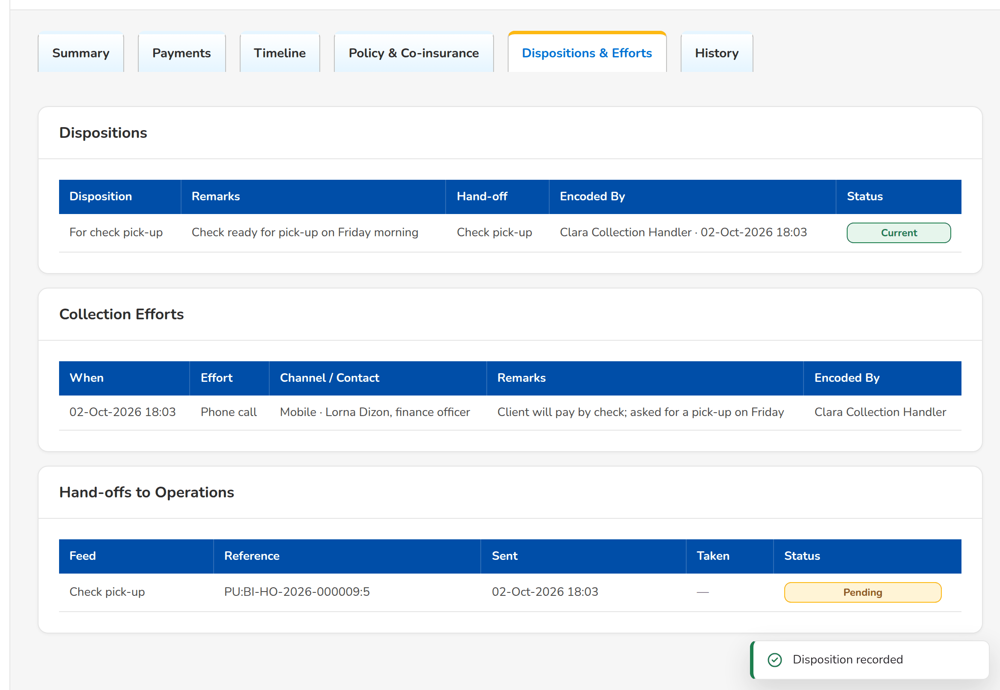 Summary Payments Timeline Policy & Co-insurance Dispositions & Efforts History
Dispositions
Disposition Remarks Hand-off Encoded By Status
For check pick-up Check ready for pick-up on Friday morning Check pick-up Clara Collection Handler · 02-Oct-2026 18:03 Current
Collection Efforts
When Effort Channel / Contact Remarks Encoded By
02-Oct-2026 18:03 Phone call Mobile · Lorna Dizon, finance officer Client will pay by check; asked for a pick-up on Friday Clara Collection Handler
Hand-offs to Operations
Feed Reference Sent Taken Status
Check pick-up PU:BI-HO-2026-000009:5 02-Oct-2026 18:03 — Pending
Disposition recorded